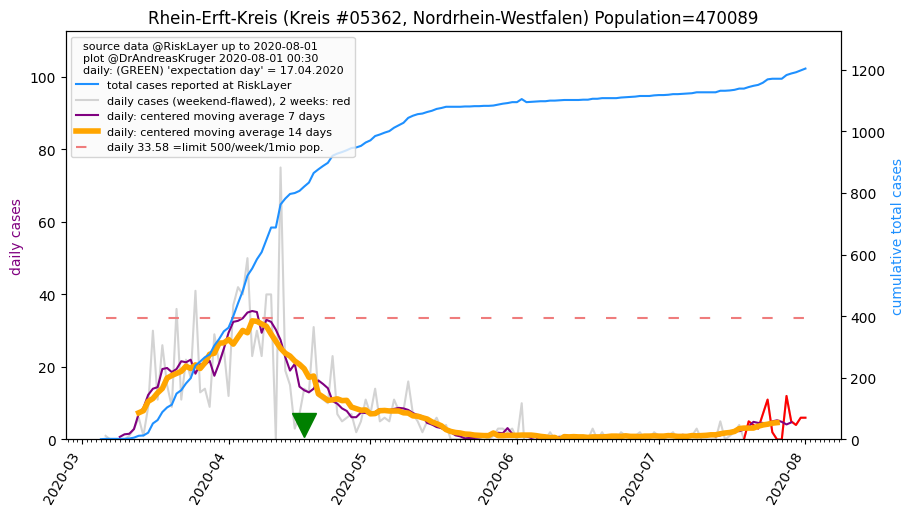 Rhein-Erft-Kreis (Kreis #05362, Nordrhein-Westfalen) Population=470089
source data @RiskLayer up to 2020-08-01
plot @DrAndreasKruger 2020-08-01 00:30
daily: (GREEN) 'expectation day' = 17.04.2020
total cases reported at RiskLayer
daily cases (weekend-flawed), 2 weeks: red
daily: centered moving average 7 days
daily: centered moving average 14 days
daily 33.58 =limit 500/week/1mio pop.
daily cases
100
80
60
40
20
0
cumulative total cases
1200
1000
800
600
400
200
0
2020-03
2020-04
2020-05
2020-06
2020-07
2020-08